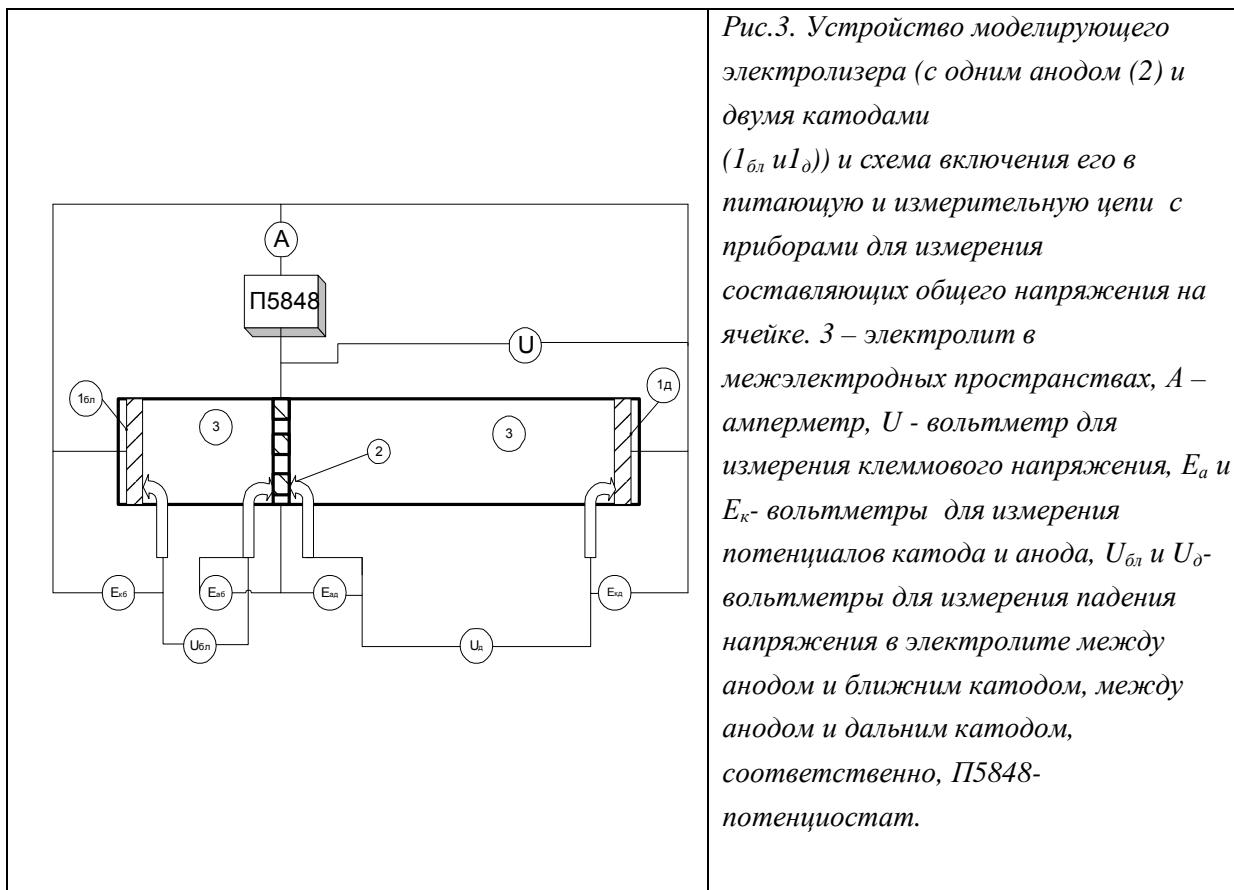 A
П5848
U
1бл
1д
3
3
2
Eкб
Eаб
Eад
Eкд
Uбл
Uд
Рис.3. Устройство моделирующего
электролизера (с одним анодом (2) и
двумя катодами
(1бл и1д)) и схема включения его в
питающую и измерительную цепи с
приборами для измерения
составляющих общего напряжения на
ячейке. 3 – электролит в
межэлектродных пространствах, А –
амперметр, U - вольтметр для
измерения клеммового напряжения, Eа и
Eк- вольтметры для измерения
потенциалов катода и анода, Uбл и Uд-
вольтметры для измерения падения
напряжения в электролите между
анодом и ближним катодом, между
анодом и дальним катодом,
соответственно, П5848-
потенциостат.